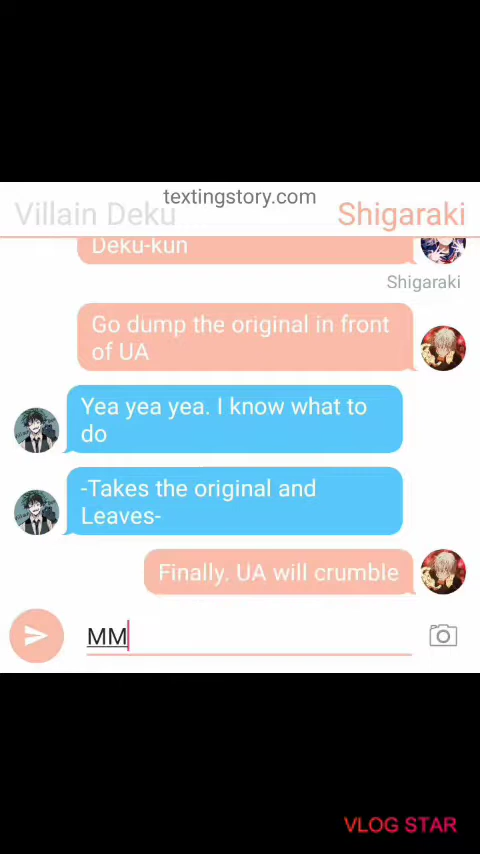 textingstory.com
Villain Deku
Shigaraki
Deku-kun
Shigaraki
Go dump the original in front
of UA
Yea yea yea. I know what to
do
-Takes the original and
Leaves-
Finally. UA will crumble
MM
VLOG STAR